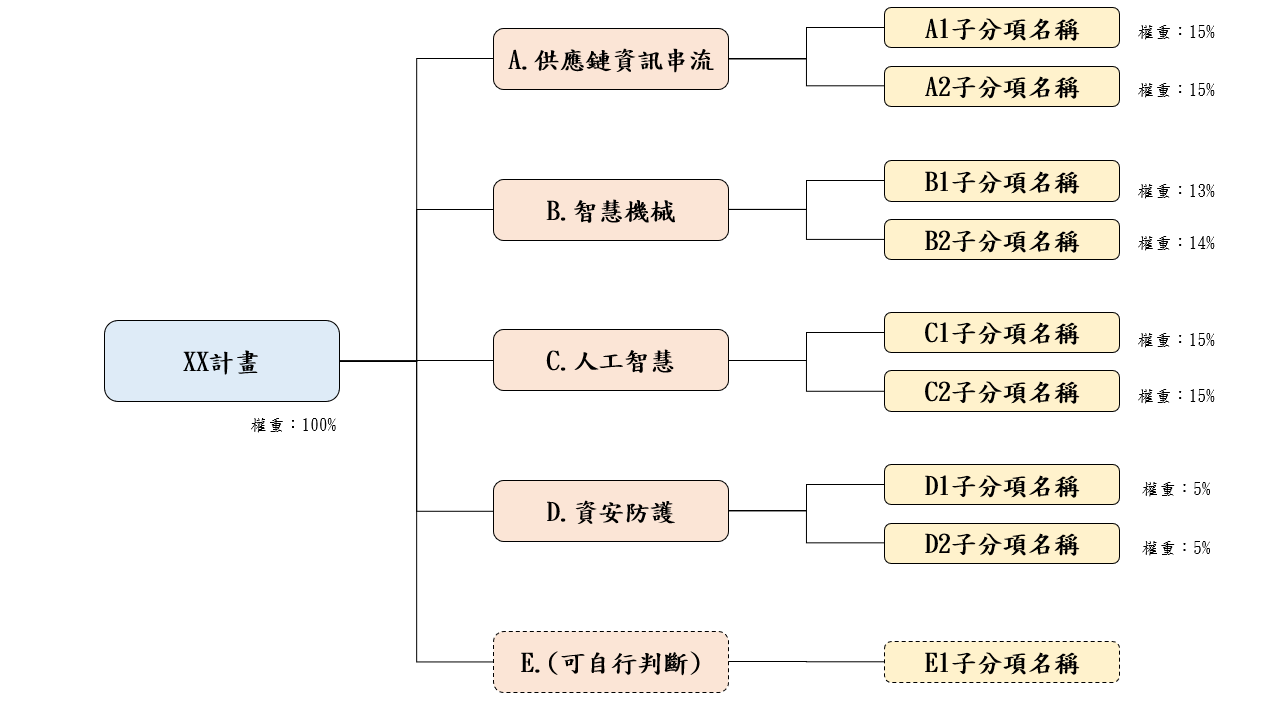 A1子分項名稱
權重：15%
A.供應鏈資訊串流
A2子分項名稱
權重：15%
B1子分項名稱
權重：13%
B.智慧機械
B2子分項名稱
權重：14%
C1子分項名稱
權重：15%
XX計畫
C.人工智慧
C2子分項名稱
權重：15%
權重：100%
D1子分項名稱
權重：5%
D.資安防護
D2子分項名稱
權重：5%
E.(可自行判斷)
E1子分項名稱